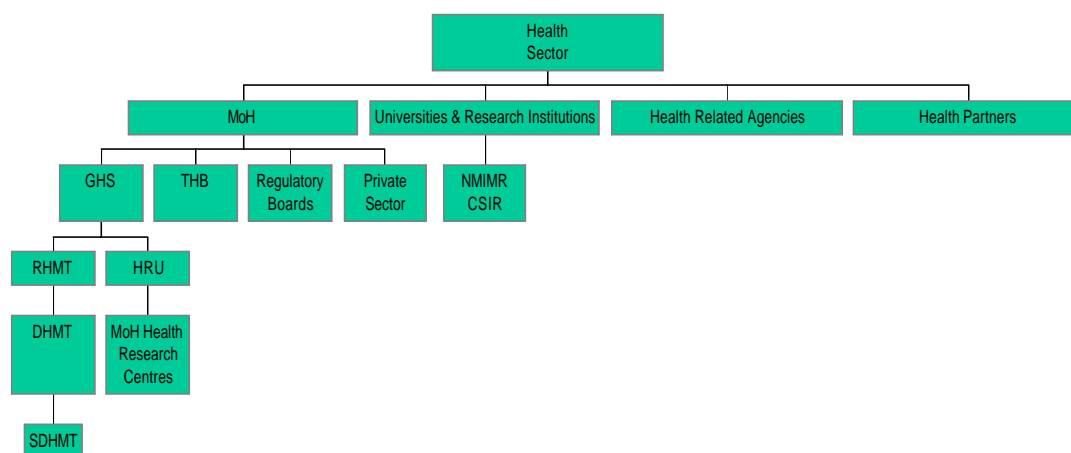 Health
Sector
MoH
Universities & Research Institutions
Health Related Agencies
Health Partners
GHS
THB
Regulatory
Boards
Private
Sector
NMIMR
CSIR
RHMT
HRU
DHMT
MoH Health
Research
Centres
SDHMT